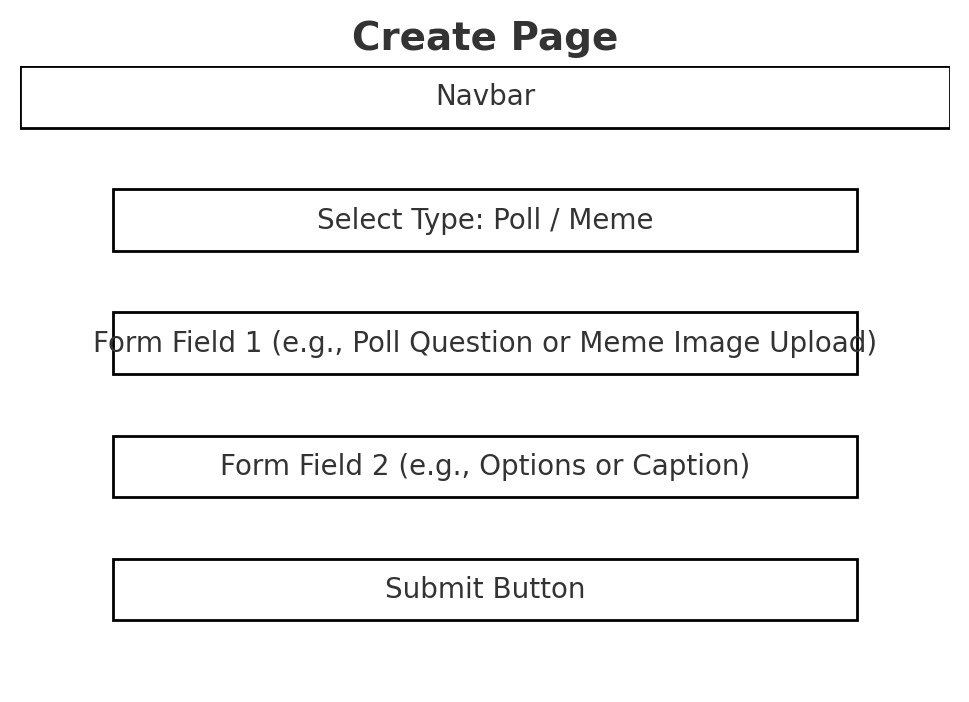 Create Page
Navbar
Select Type: Poll / Meme
Form Field 1 (e.g., Poll Question or Meme Image Upload)
Form Field 2 (e.g., Options or Caption)
Submit Button